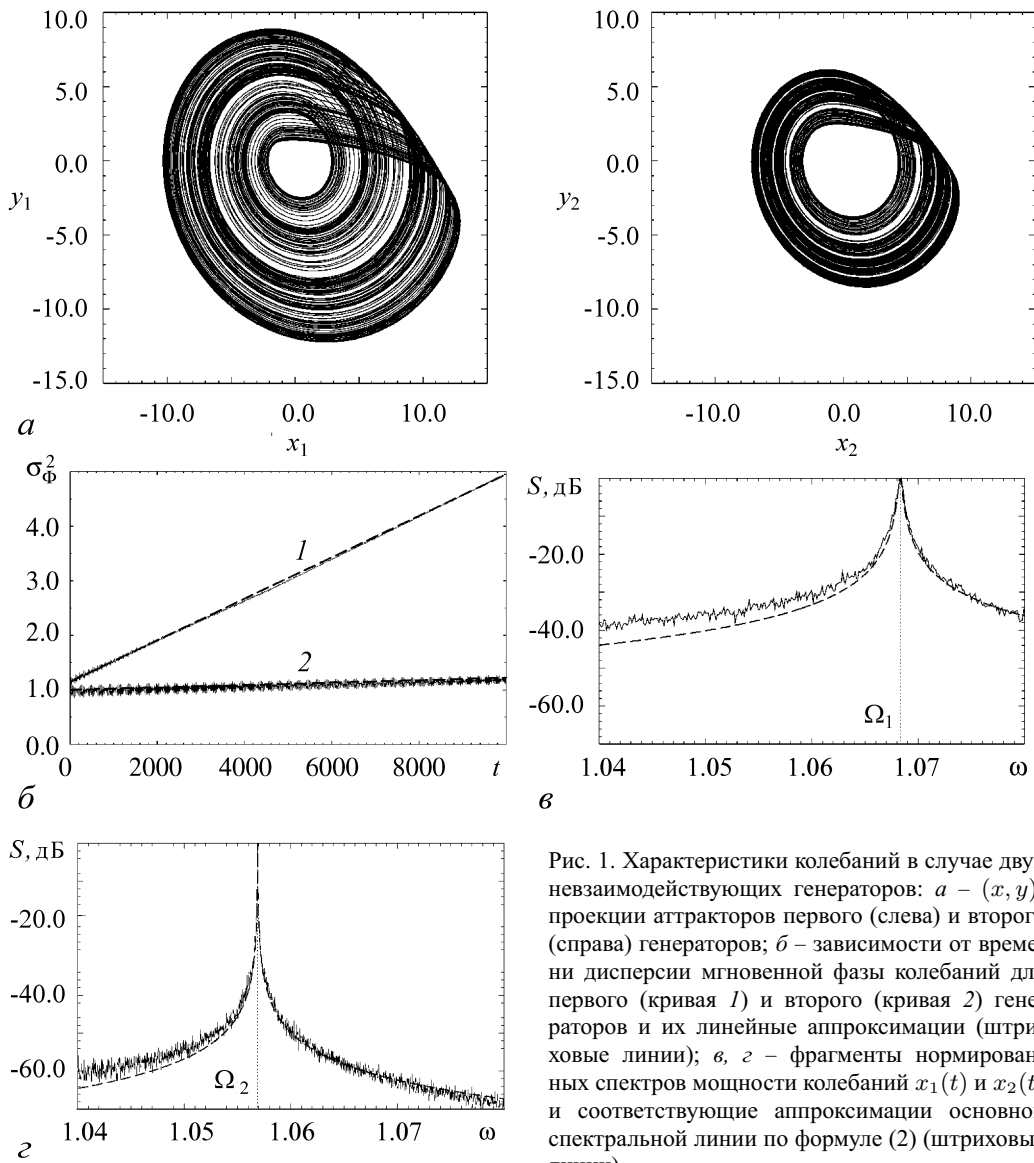 10.0
5.0
0.0
y₁
-5.0
-10.0
-15.0
-10.0 0.0 10.0
x₁
а
10.0
5.0
0.0
y₂
-5.0
-10.0
-15.0
-10.0 0.0 10.0
x₂
σ²Φ
4.0
3.0
2.0
1.0
0.0
1
2
0 2000 4000 6000 8000 t
б
S, дБ
-20.0
-40.0
-60.0
Ω₁
1.04 1.05 1.06 1.07 ω
в
S, дБ
-20.0
-40.0
-60.0
Ω₂
1.04 1.05 1.06 1.07 ω
г
Рис. 1. Характеристики колебаний в случае дву
невзаимодействующих генераторов: а – (x, y)
проекции аттракторов первого (слева) и второг
(справа) генераторов; б – зависимости от време
ни дисперсии мгновенной фазы колебаний дл
первого (кривая 1) и второго (кривая 2) гене
раторов и их линейные аппроксимации (штри
ховые линии); в, г – фрагменты нормирован
ных спектров мощности колебаний x₁(t) и x₂(t
и соответствующие аппроксимации основно
спектральной линии по формуле (2) (штриховы